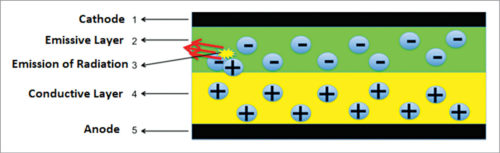 Cathode 1
Emissive Layer 2
Emission of Radiation 3
Conductive Layer 4
Anode 5